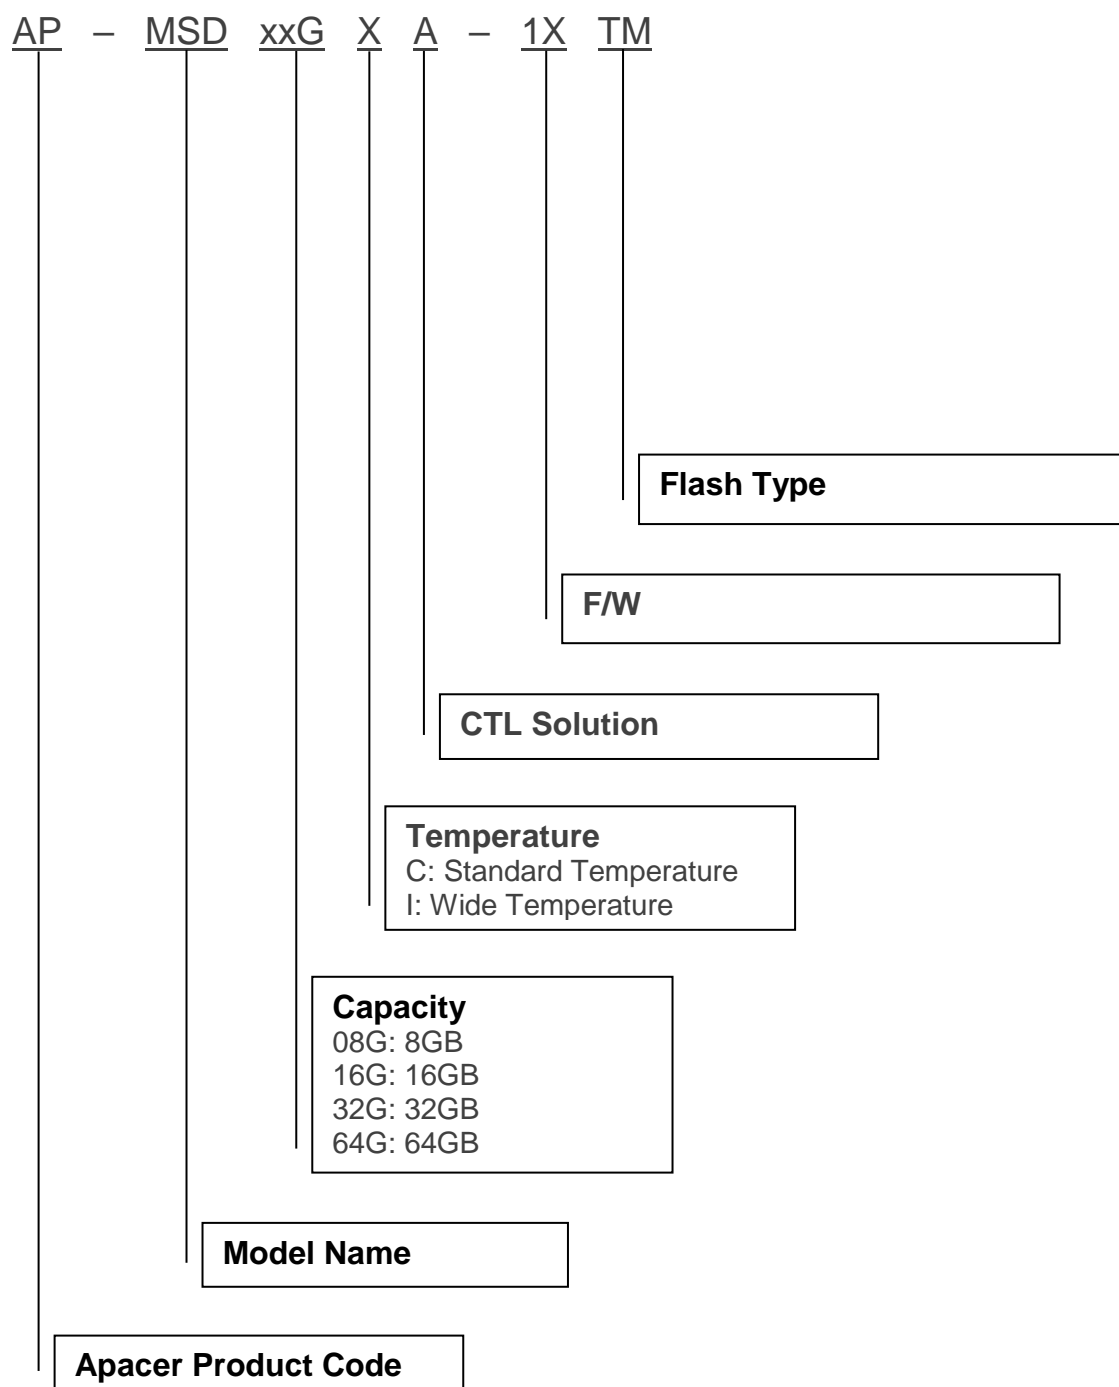 AP – MSD xxG X A – 1X TM
Flash Type
F/W
CTL Solution
Temperature
C: Standard Temperature
I: Wide Temperature
Capacity
08G: 8GB
16G: 16GB
32G: 32GB
64G: 64GB
Model Name
Apacer Product Code